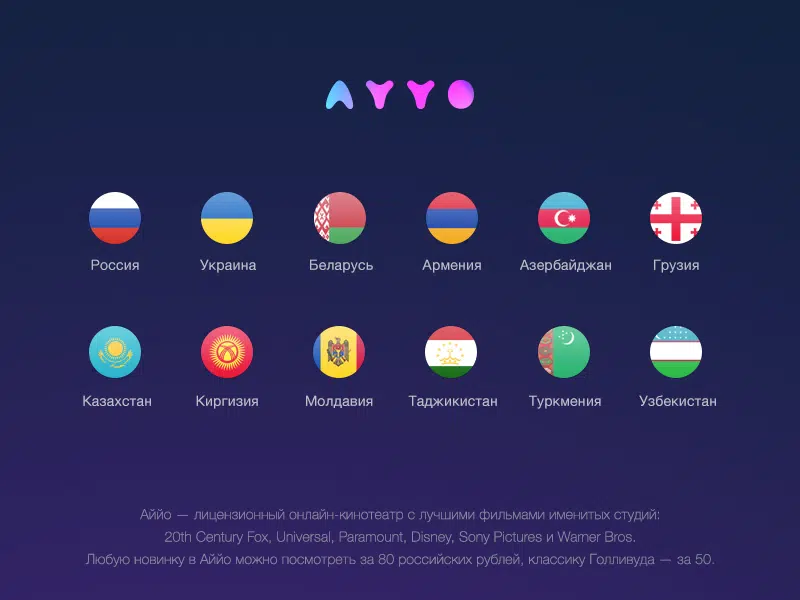 AYYO
Россия
Украина
Беларусь
Армения
Азербайджан
Грузия
Казахстан
Киргизия
Молдавия
Таджикистан
Туркмения
Узбекистан
Аййо — лицензионный онлайн-кинотеатр с лучшими фильмами именитых студий:
20th Century Fox, Universal, Paramount, Disney, Sony Pictures и Warner Bros.
Любую новинку в Аййо можно посмотреть за 80 российских рублей, классику Голливуда — за 50.